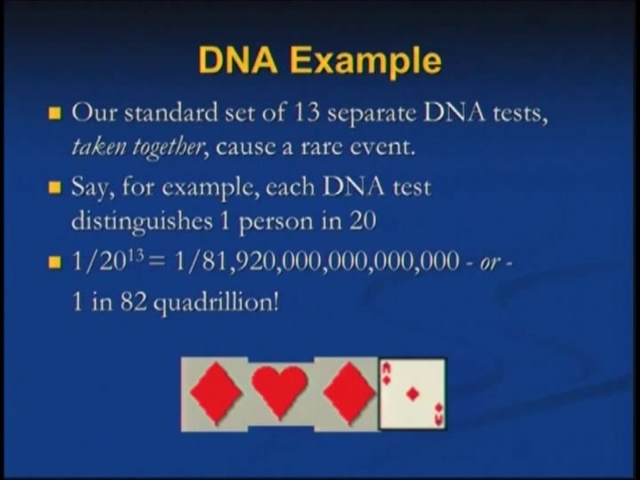 DNA Example
Our standard set of 13 separate DNA tests,
taken together, cause a rare event.
Say, for example, each DNA test
distinguishes 1 person in 20
1/20¹³ = 1/81,920,000,000,000,000 - or -
1 in 82 quadrillion!
A
A